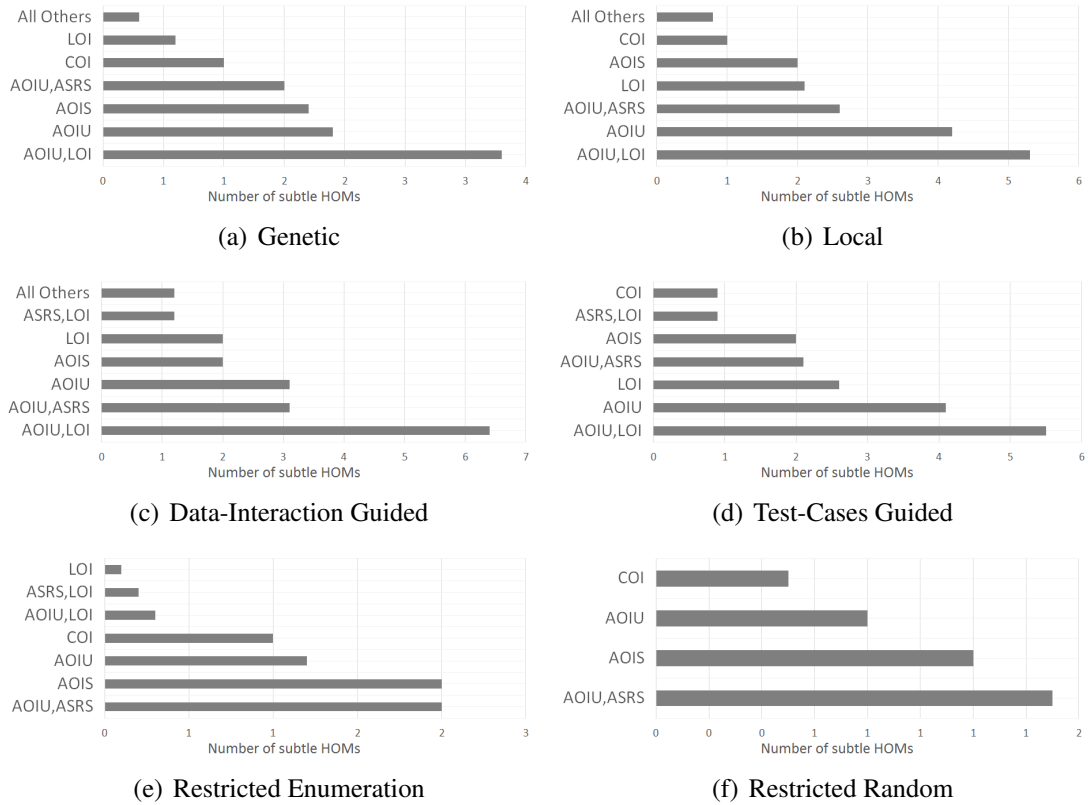 All Others
LOI
COI
AOIU,ASRS
AOIS
AOIU
AOIU,LOI
0 1 1 2 2 3 3 4
Number of subtle HOMs
(a) Genetic
All Others
COI
AOIS
LOI
AOIU,ASRS
AOIU
AOIU,LOI
0 1 2 3 4 5 6
Number of subtle HOMs
(b) Local
All Others
ASRS,LOI
LOI
AOIS
AOIU
AOIU,ASRS
AOIU,LOI
0 1 2 3 4 5 6 7
Number of subtle HOMs
(c) Data-Interaction Guided
COI
ASRS,LOI
AOIS
AOIU,ASRS
LOI
AOIU
AOIU,LOI
0 1 2 3 4 5 6
Number of subtle HOMs
(d) Test-Cases Guided
LOI
ASRS,LOI
AOIU,LOI
COI
AOIU
AOIS
AOIU,ASRS
0 1 1 2 2 3
Number of subtle HOMs
(e) Restricted Enumeration
COI
AOIU
AOIS
AOIU,ASRS
0 0 0 1 1 1 1 1 2
Number of subtle HOMs
(f) Restricted Random